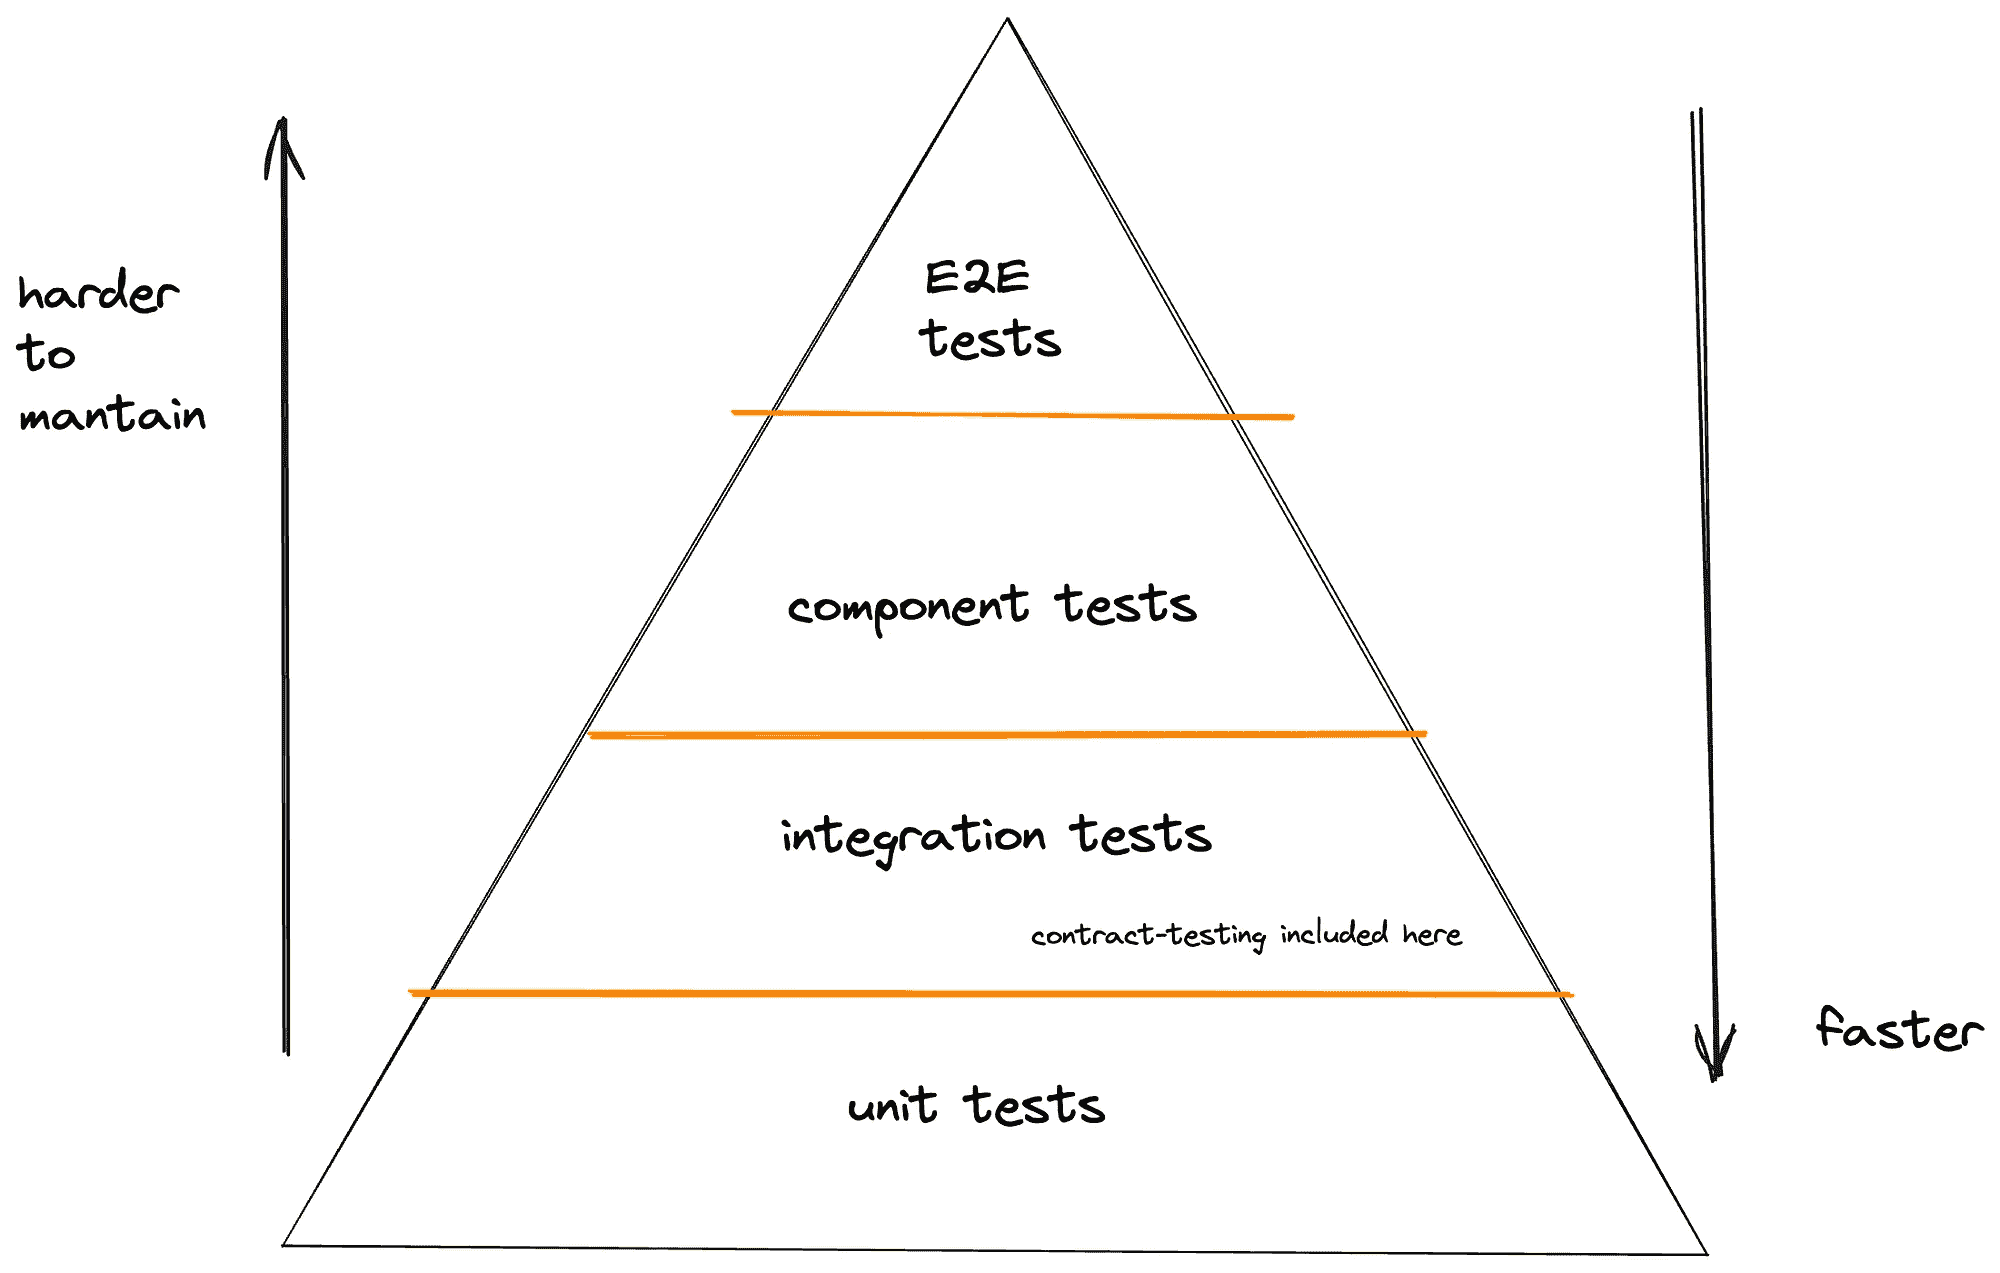 E2E
tests
harder
to
mantain
component tests
integration tests
contract-testing included here
faster
unit tests